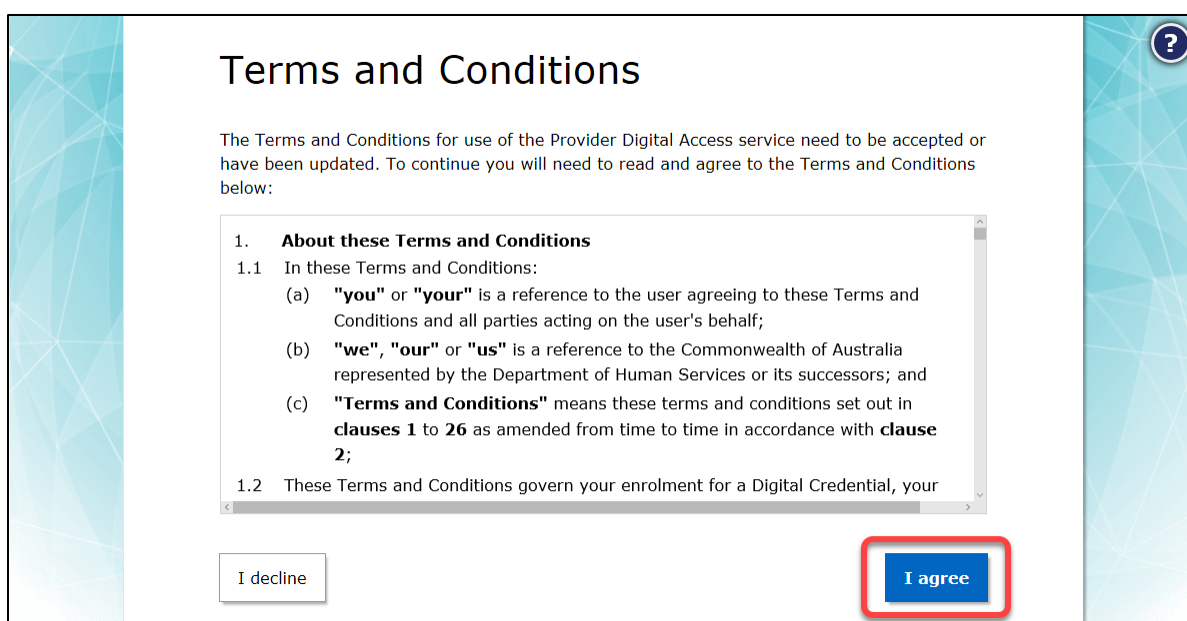 ?
Terms and Conditions
The Terms and Conditions for use of the Provider Digital Access service need to be accepted or
have been updated. To continue you will need to read and agree to the Terms and Conditions
below:
1. About these Terms and Conditions
1.1 In these Terms and Conditions:
(a) "you" or "your" is a reference to the user agreeing to these Terms and
Conditions and all parties acting on the user's behalf;
(b) "we", "our" or "us" is a reference to the Commonwealth of Australia
represented by the Department of Human Services or its successors; and
(c) "Terms and Conditions" means these terms and conditions set out in
clauses 1 to 26 as amended from time to time in accordance with clause
2;
1.2 These Terms and Conditions govern your enrolment for a Digital Credential, your
I decline
I agree